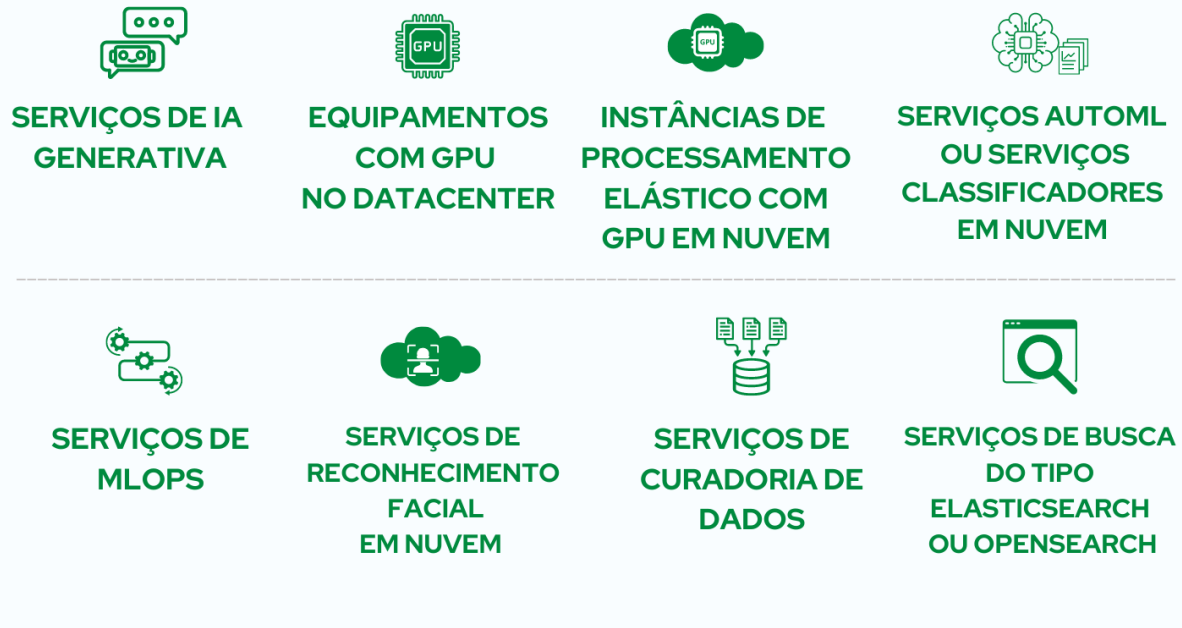 SERVIÇOS DE IA
GENERATIVA
GPU
EQUIPAMENTOS
COM GPU
NO DATACENTER
GPU
INSTÂNCIAS DE
PROCESSAMENTO
ELÁSTICO COM
GPU EM NUVEM
SERVIÇOS AUTOML
OU SERVIÇOS
CLASSIFICADORES
EM NUVEM
SERVIÇOS DE
MLOPS
SERVIÇOS DE
RECONHECIMENTO
FACIAL
EM NUVEM
SERVIÇOS DE
CURADORIA DE
DADOS
SERVIÇOS DE BUSCA
DO TIPO
ELASTICSEARCH
OU OPENSEARCH